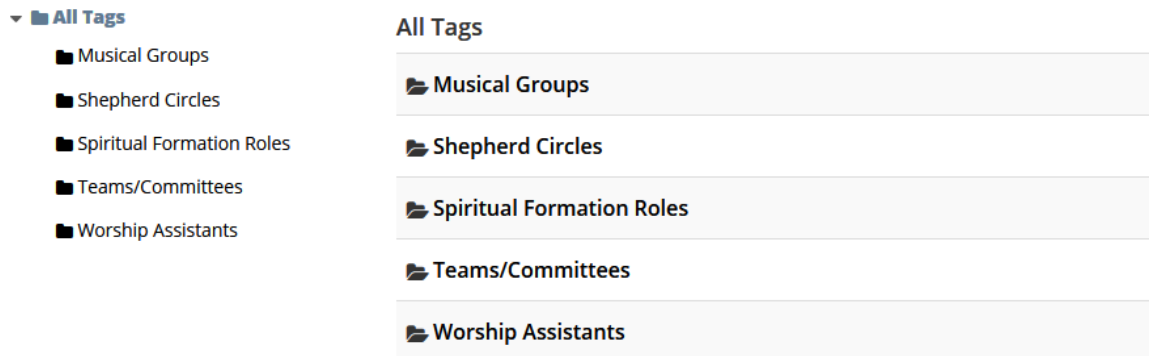 All Tags
Musical Groups
Shepherd Circles
Spiritual Formation Roles
Teams/Committees
Worship Assistants
All Tags
Musical Groups
Shepherd Circles
Spiritual Formation Roles
Teams/Committees
Worship Assistants